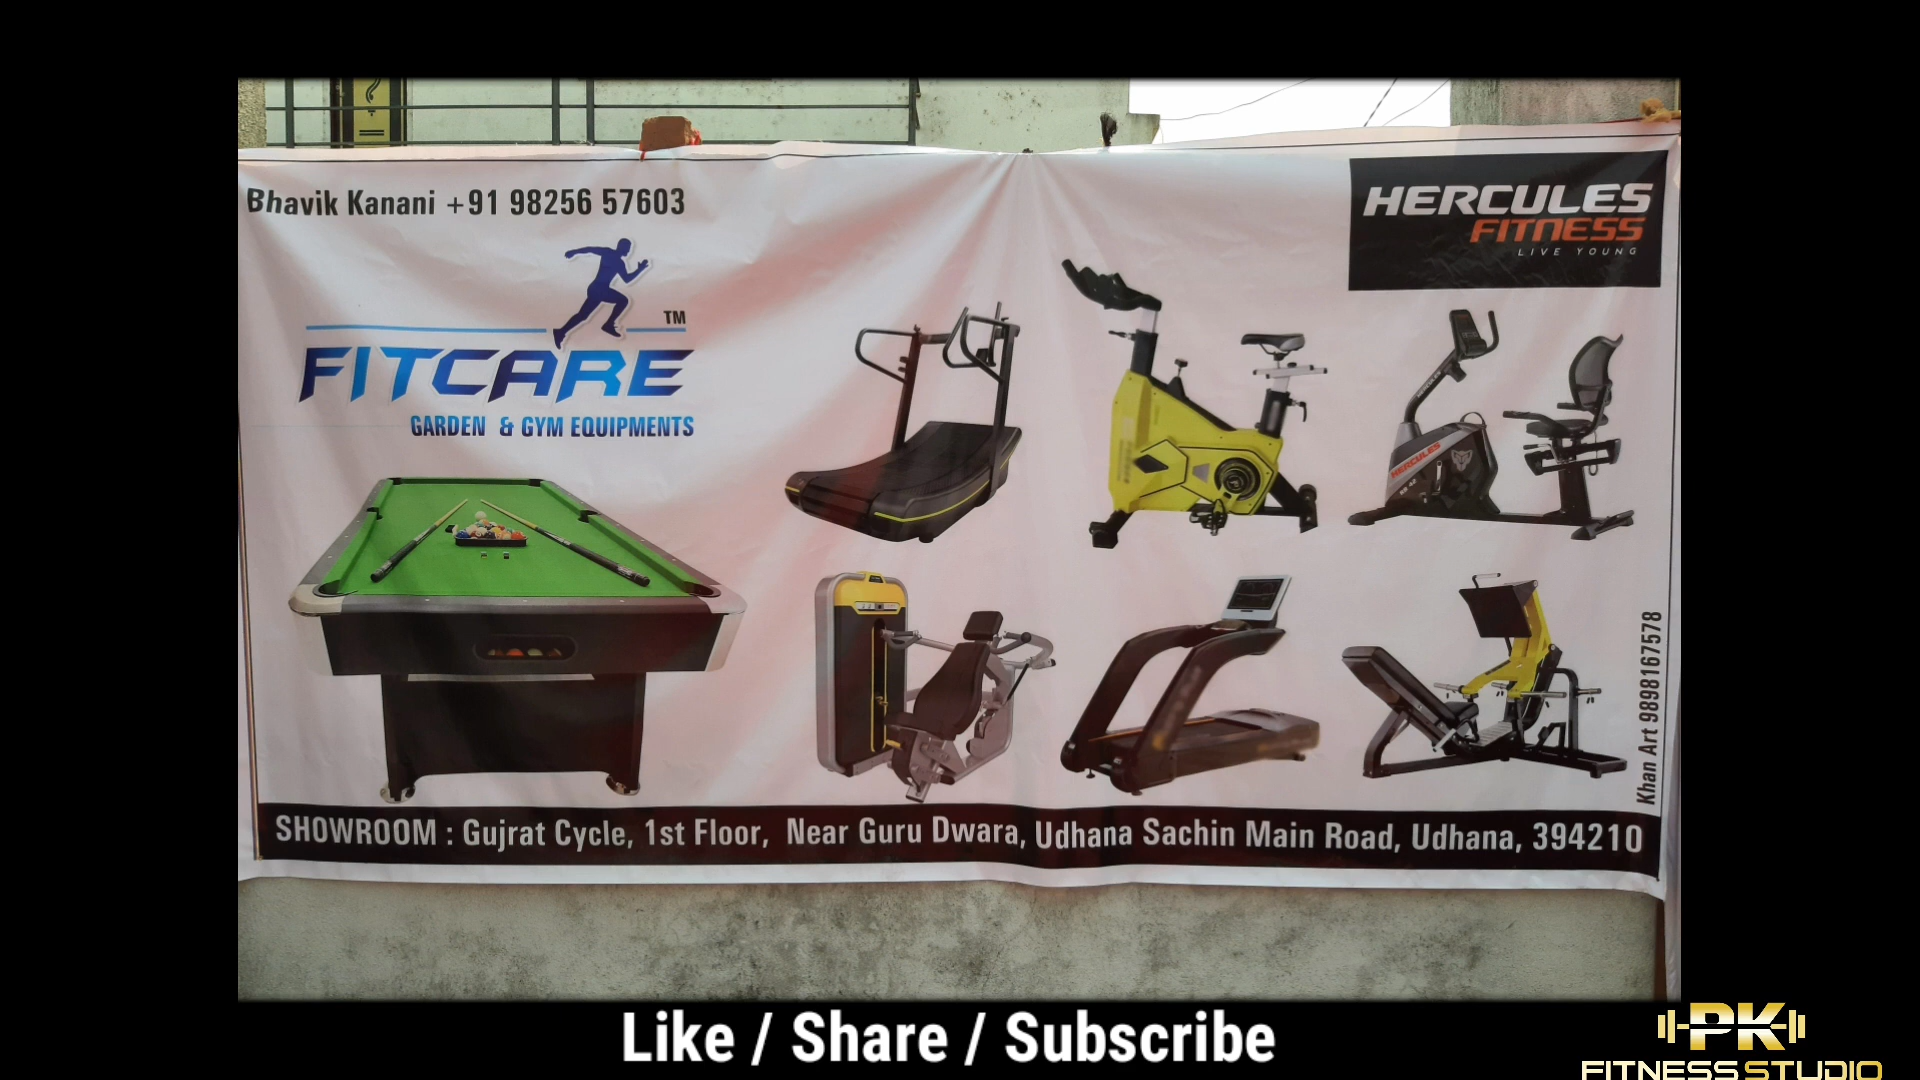 Bhavik Kanani +91 98256 57603
HERCULES
FITNESS
LIVE YOUNG
TM
FITCARE
GARDEN & GYM EQUIPMENTS
HERCULES
Khan Art 9898167578
SHOWROOM : Gujrat Cycle, 1st Floor, Near Guru Dwara, Udhana Sachin Main Road, Udhana, 394210
Like / Share / Subscribe
PK
FITNESS STUDIO